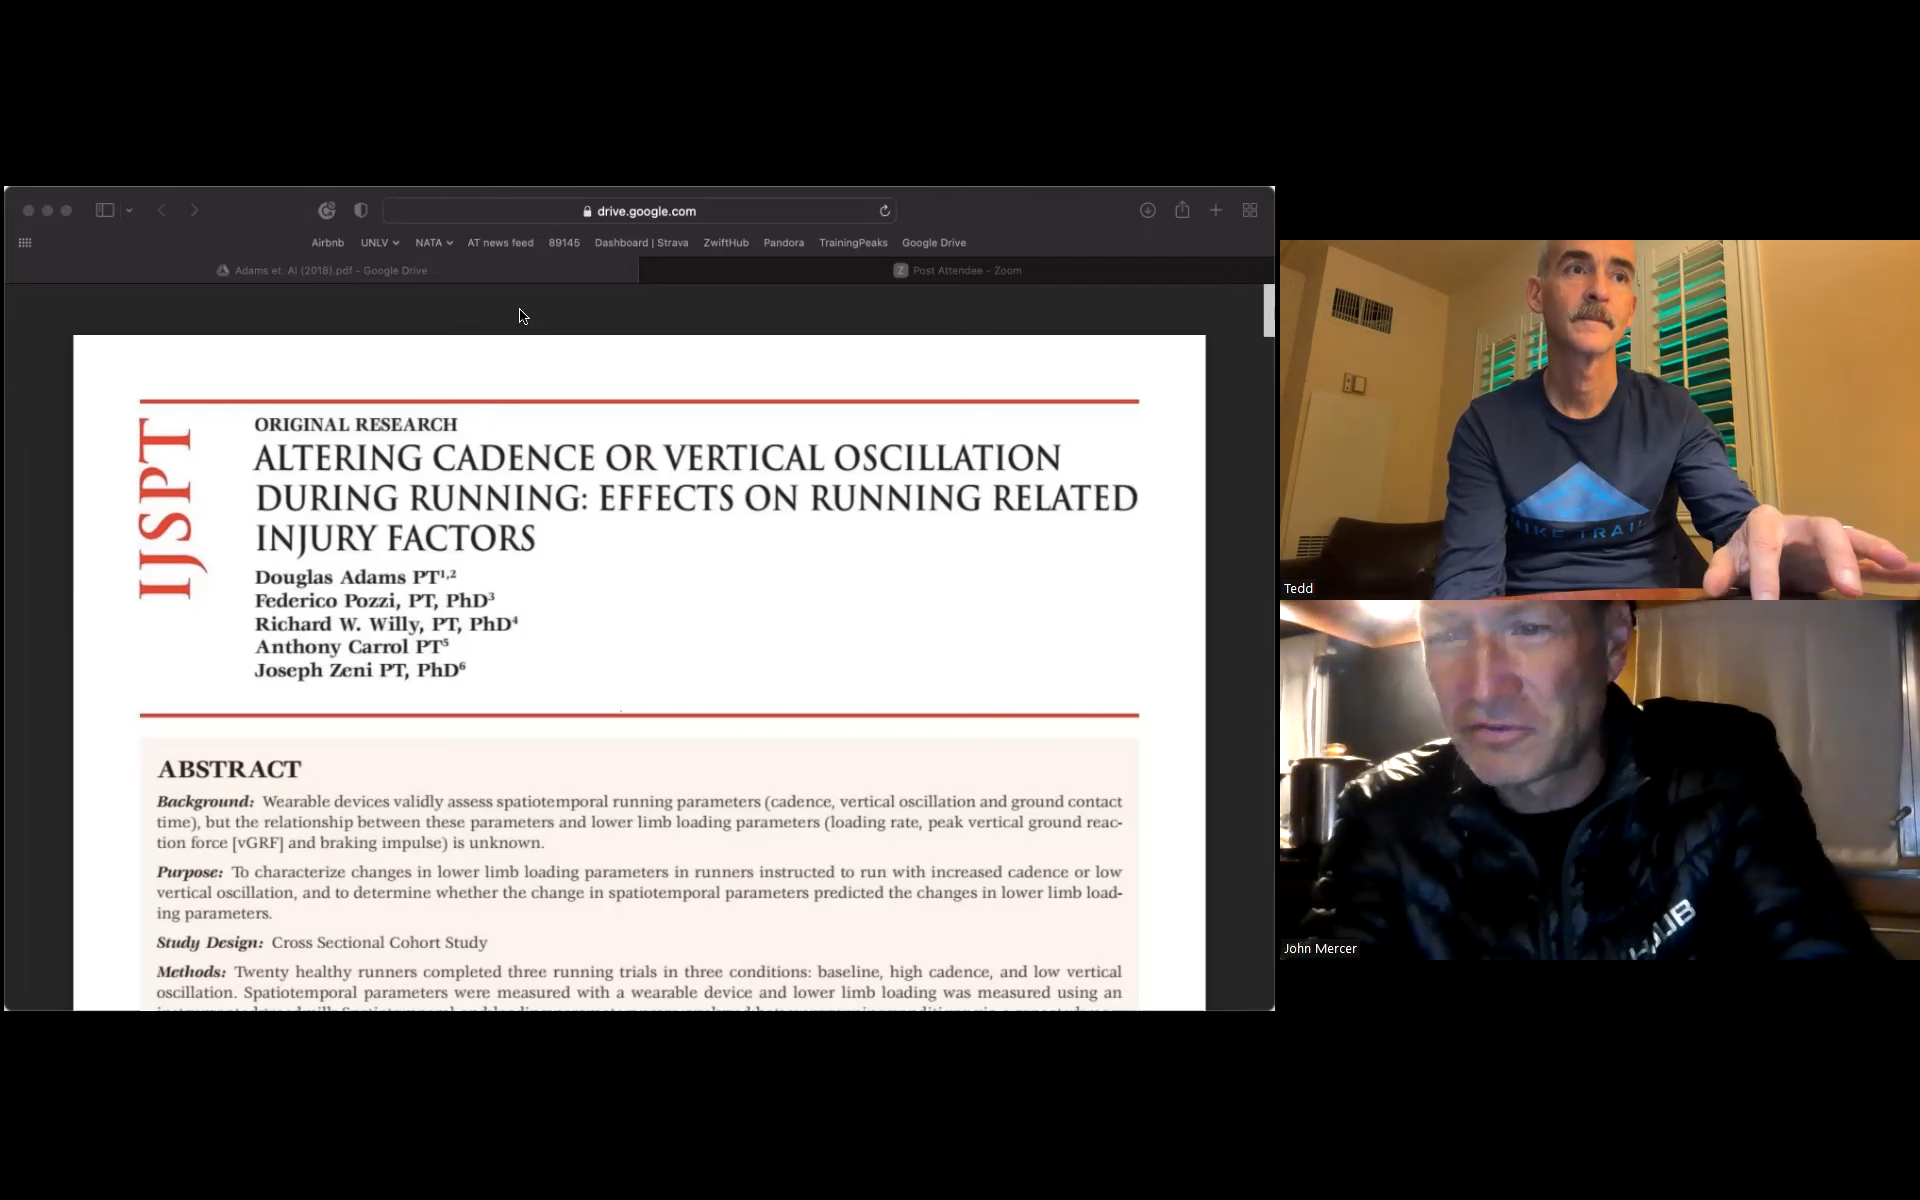 drive.google.com
Airbnb UNLV NATA AT news feed 89145 Dashboard | Strava ZwiftHub Pandora TrainingPeaks Google Drive
Adams et. Al (2018).pdf - Google Drive
Z Post Attendee - Zoom
IJSPT
ORIGINAL RESEARCH
ALTERING CADENCE OR VERTICAL OSCILLATION
DURING RUNNING: EFFECTS ON RUNNING RELATED
INJURY FACTORS
Douglas Adams PT1,2
Federico Pozzi, PT, PhD3
Richard W. Willy, PT, PhD4
Anthony Carrol PT5
Joseph Zeni PT, PhD6
ABSTRACT
Background: Wearable devices validly assess spatiotemporal running parameters (cadence, vertical oscillation and ground contact
time), but the relationship between these parameters and lower limb loading parameters (loading rate, peak vertical ground reac-
tion force [vGRF] and braking impulse) is unknown.
Purpose: To characterize changes in lower limb loading parameters in runners instructed to run with increased cadence or low
vertical oscillation, and to determine whether the change in spatiotemporal parameters predicted the changes in lower limb load-
ing parameters.
Study Design: Cross Sectional Cohort Study
Methods: Twenty healthy runners completed three running trials in three conditions: baseline, high cadence, and low vertical
oscillation. Spatiotemporal parameters were measured with a wearable device and lower limb loading was measured using an
Tedd
John Mercer